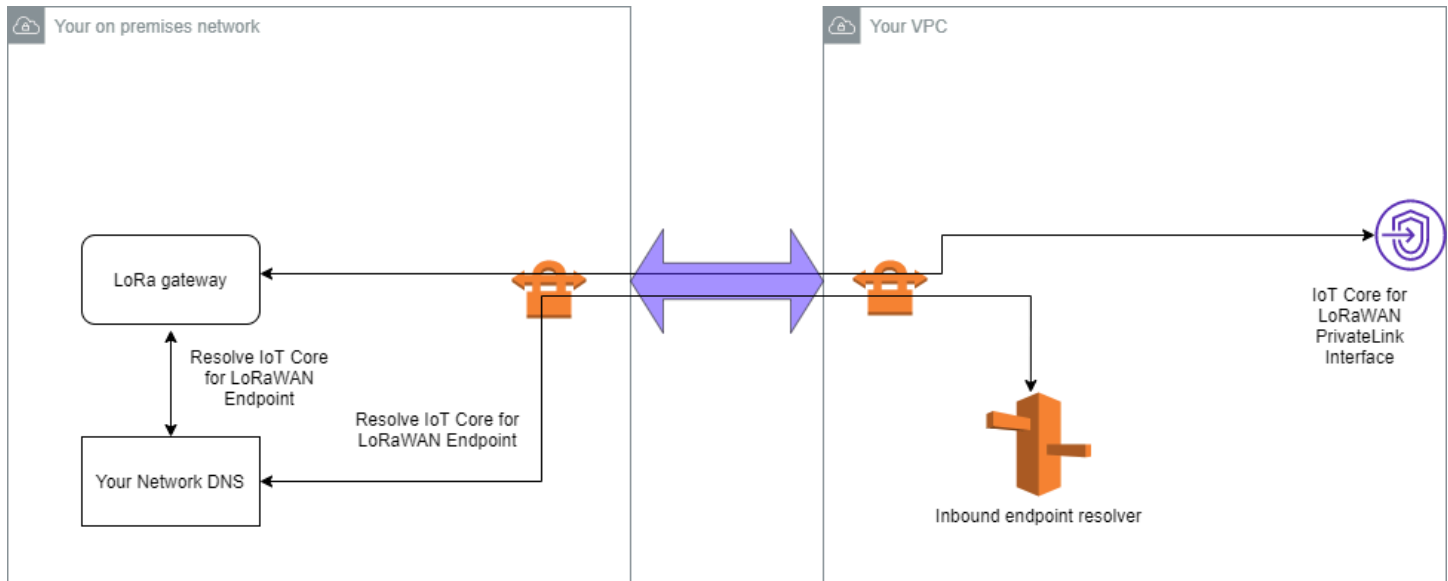 Your on premises network
Your VPC
LoRa gateway
Resolve IoT Core
for LoRaWAN
Endpoint
Resolve IoT Core for
LoRaWAN Endpoint
Your Network DNS
IoT Core for
LoRaWAN
PrivateLink
Interface
Inbound endpoint resolver